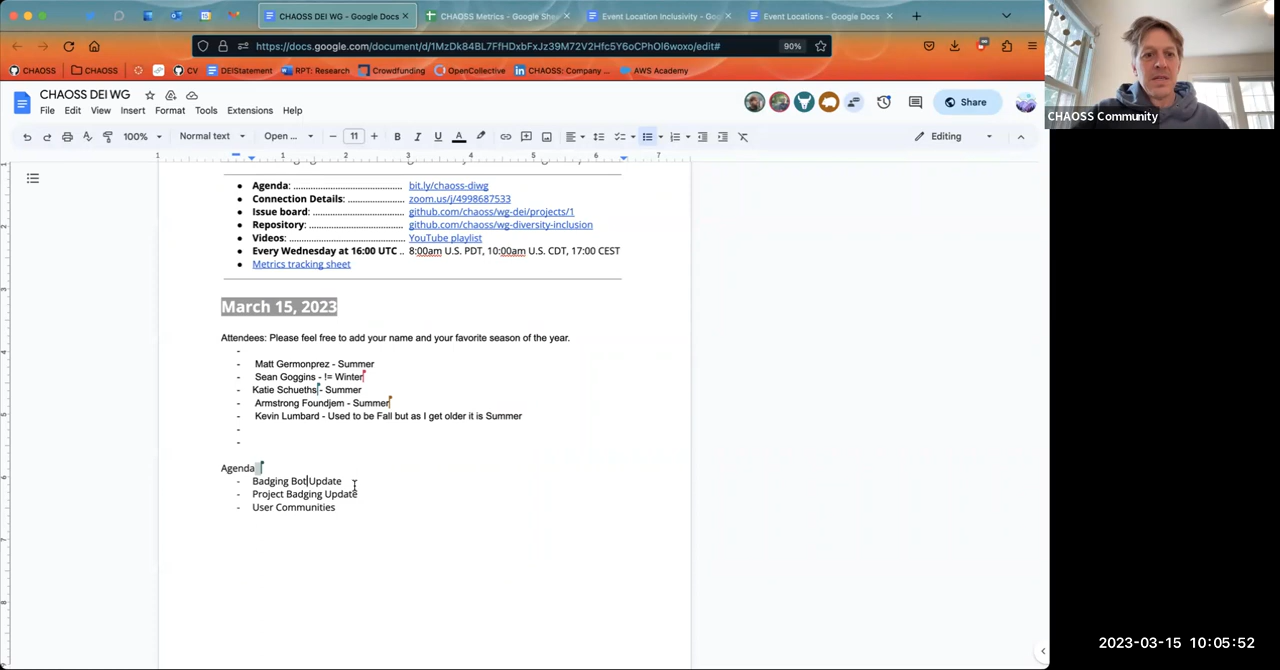 CHAOSS DEI WG - Google Docs
CHAOSS Metrics - Google She
Event Location Inclusivity - Goo
Event Locations - Google Docs
https://docs.google.com/document/d/1MzDk84BL7FfHDxbFxJz39M72V2Hfc5Y6oCPhOI6woxo/edit#
90%
CHAOSS
CHAOSS
CV
DEIStatement
RPT: Research
Crowdfunding
OpenCollective
CHAOSS: Company ...
AWS Academy
CHAOSS DEI WG
Share
File Edit View Insert Format Tools Extensions Help
100% Normal text Open ... 11 Editing
Agenda: bit.ly/chaoss-diwg
Connection Details: zoom.us/j/4998687533
Issue board: github.com/chaoss/wg-dei/projects/1
Repository: github.com/chaoss/wg-diversity-inclusion
Videos: YouTube playlist
Every Wednesday at 16:00 UTC .. 8:00am U.S. PDT, 10:00am U.S. CDT, 17:00 CEST
Metrics tracking sheet
March 15, 2023
Attendees: Please feel free to add your name and your favorite season of the year.
-
- Matt Germonprez - Summer
- Sean Goggins - != Winter
- Katie Schueths - Summer
- Armstrong Foundjem - Summer
- Kevin Lumbard - Used to be Fall but as I get older it is Summer
-
-
Agenda
- Badging Bot Update
- Project Badging Update
- User Communities
CHAOSS Community
2023-03-15 10:05:52